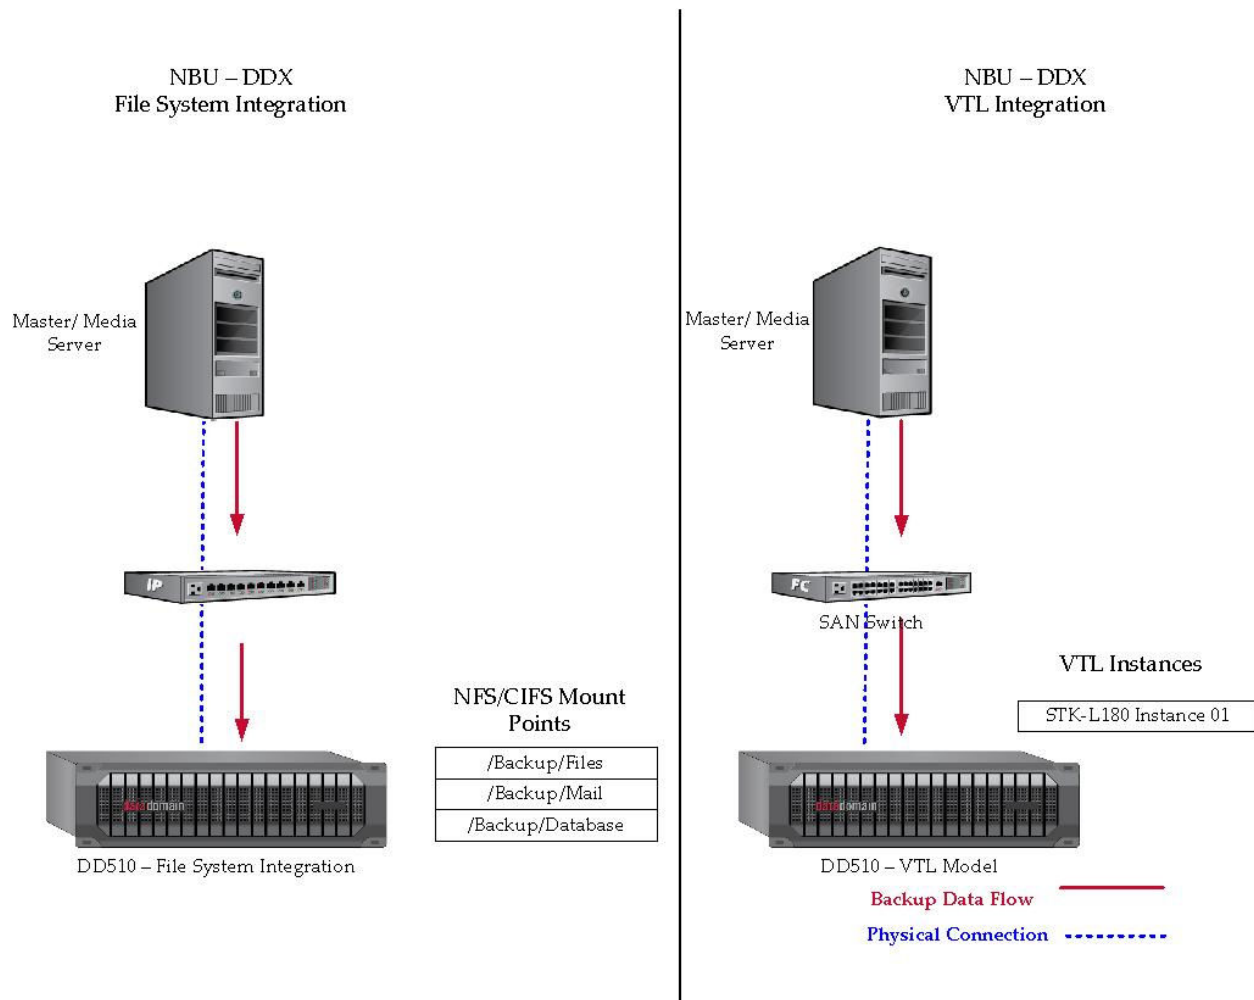 NBU – DDX
File System Integration
Master/ Media
Server
IP
NFS/CIFS Mount
Points
/Backup/Files
/Backup/Mail
/Backup/Database
datadomain
DD510 – File System Integration
NBU – DDX
VTL Integration
Master/ Media
Server
FC
SAN Switch
VTL Instances
STK-L180 Instance 01
datadomain
DD510 – VTL Model
Backup Data Flow
Physical Connection